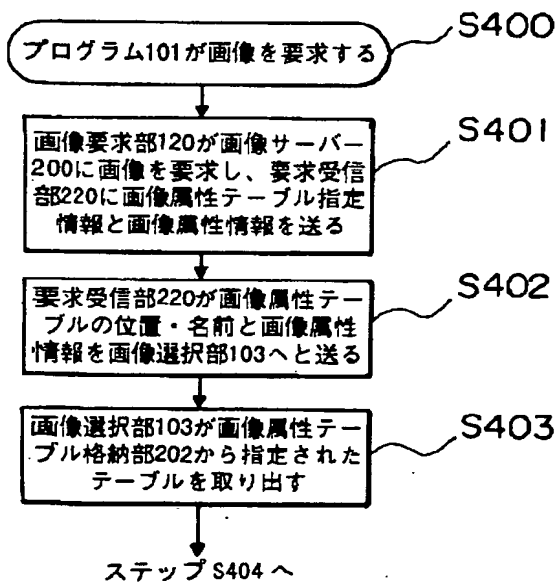 プログラム101が画像を要求する
S400
画像要求部120が画像サーバー
200に画像を要求し、要求受信
部220に画像属性テーブル指定
情報と画像属性情報を送る
S401
要求受信部220が画像属性テー
ブルの位置・名前と画像属性
情報を画像選択部103へと送る
S402
画像選択部103が画像属性テー
ブル格納部202から指定された
テーブルを取り出す
S403
ステップS404へ